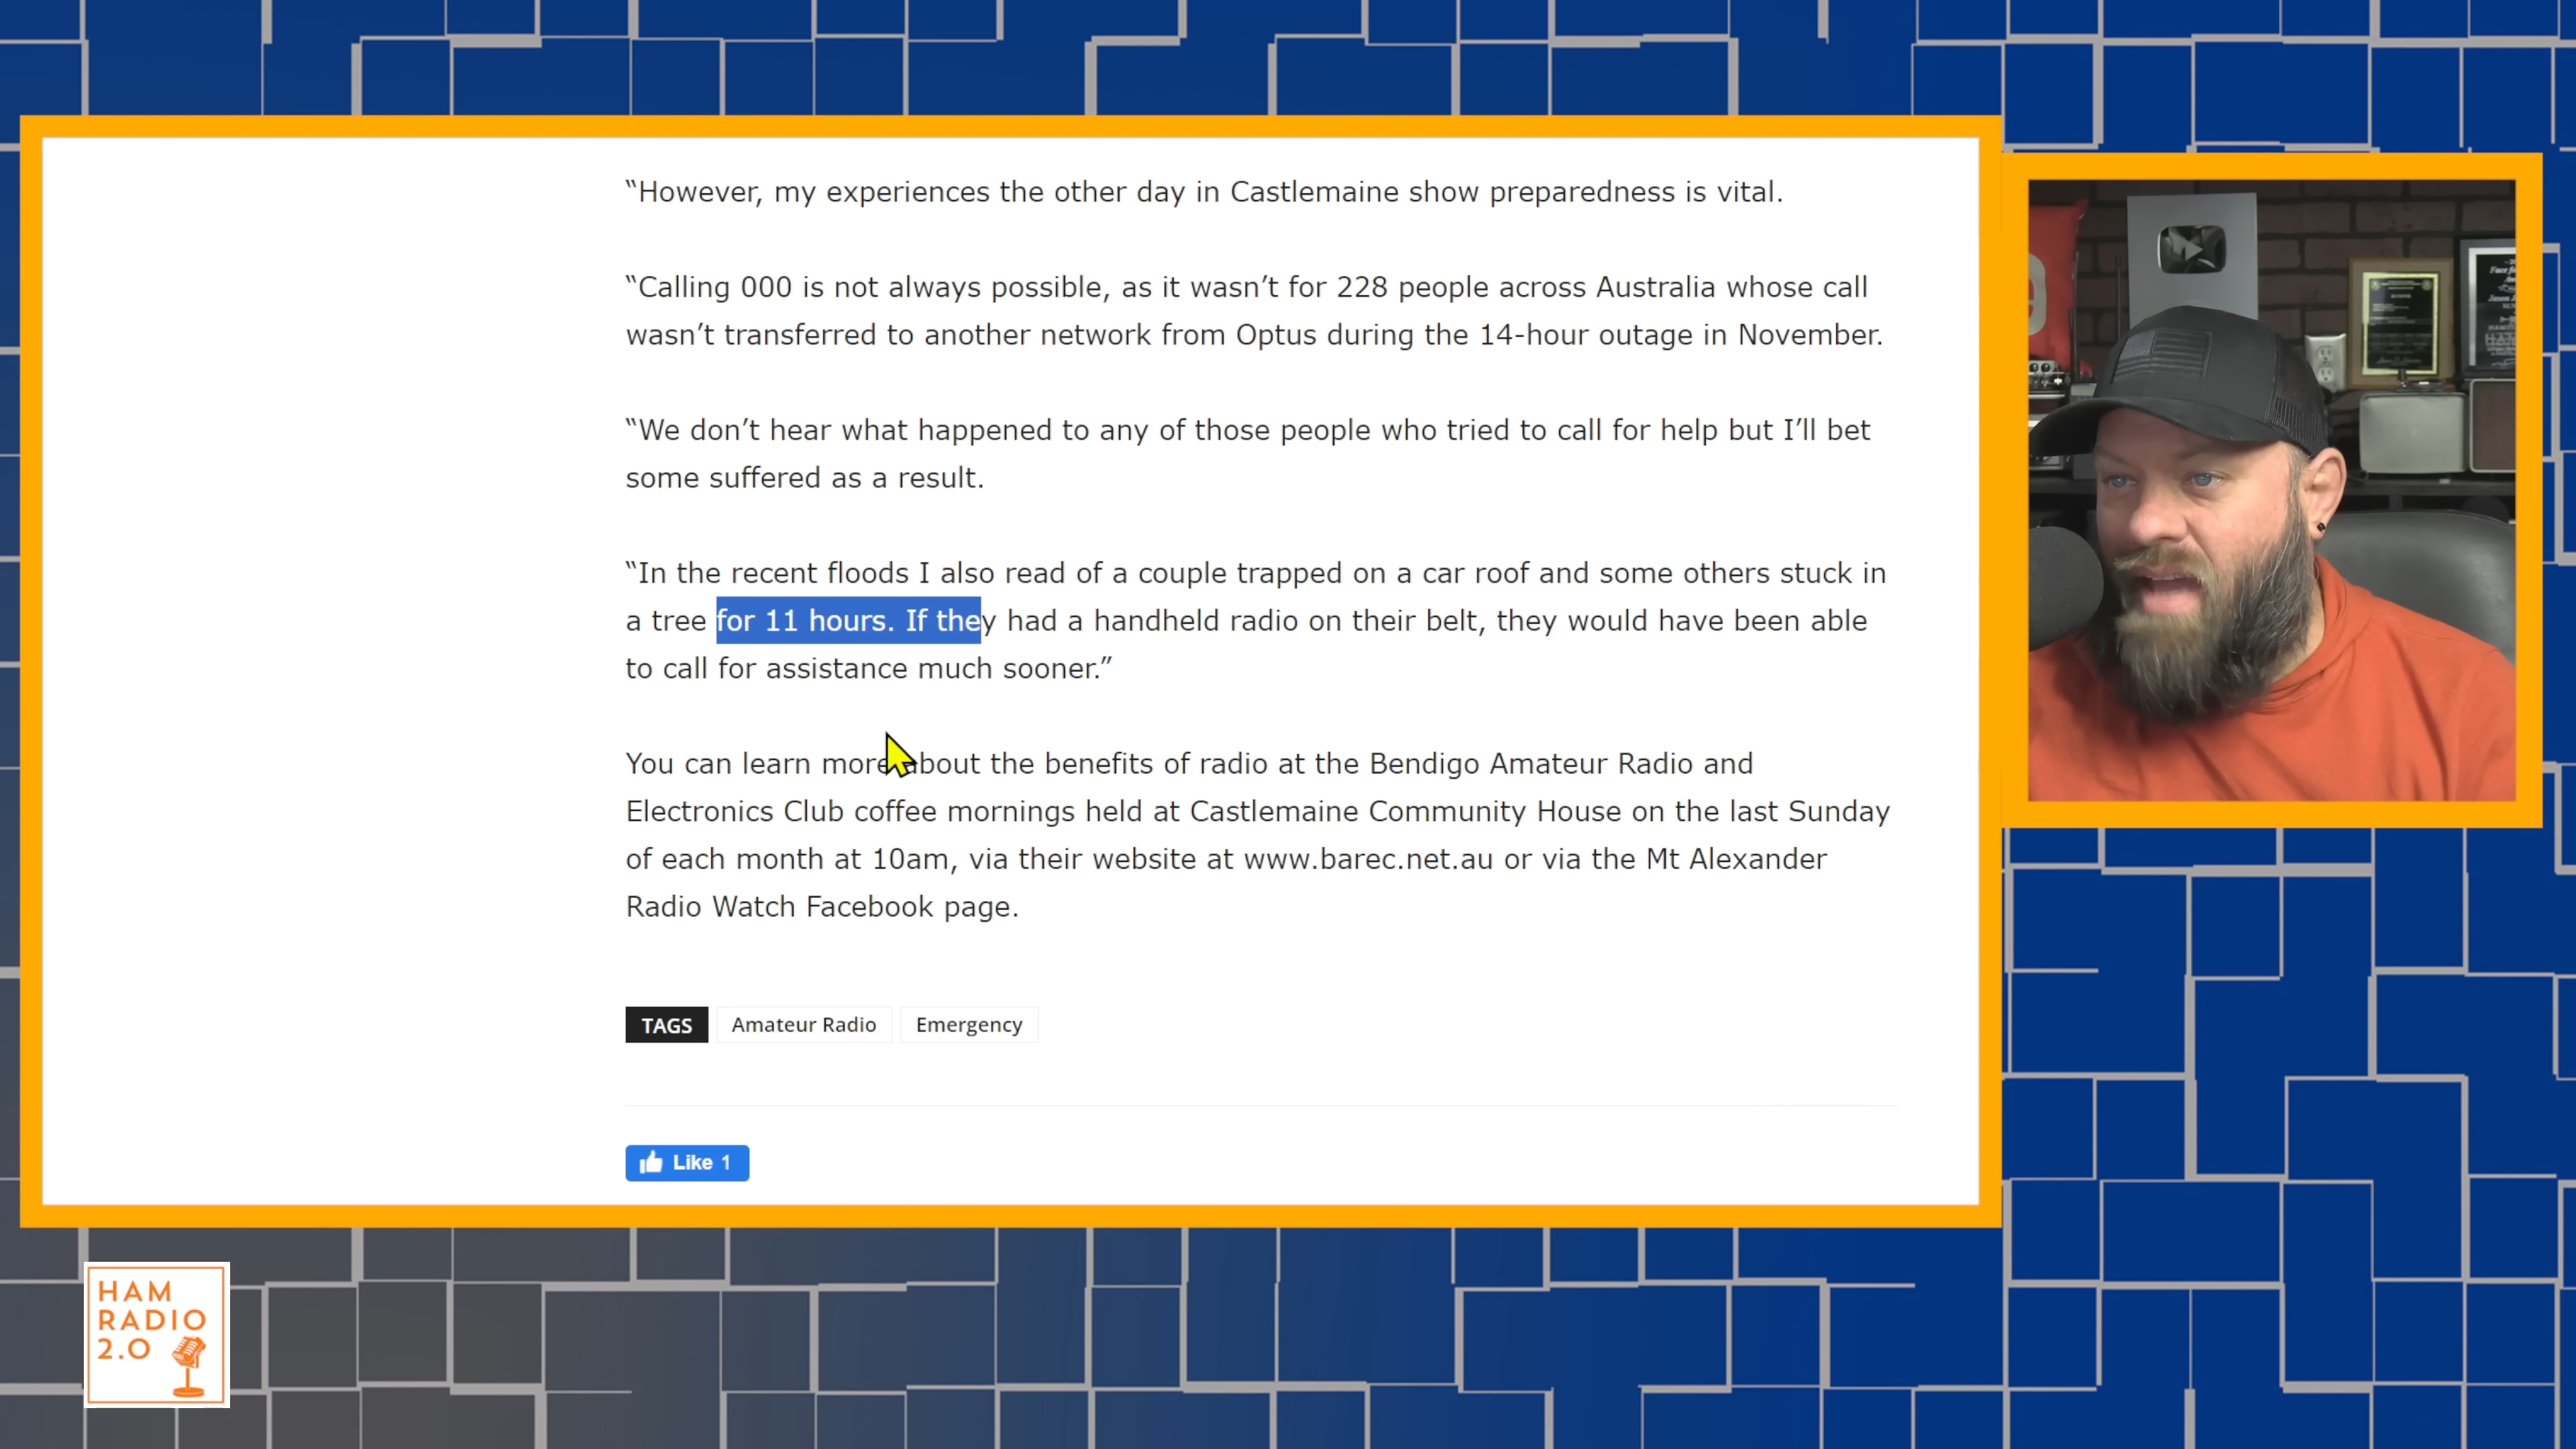 “However, my experiences the other day in Castlemaine show preparedness is vital.
“Calling 000 is not always possible, as it wasn’t for 228 people across Australia whose call
wasn’t transferred to another network from Optus during the 14-hour outage in November.
“We don’t hear what happened to any of those people who tried to call for help but I’ll bet
some suffered as a result.
“In the recent floods I also read of a couple trapped on a car roof and some others stuck in
a tree for 11 hours. If they had a handheld radio on their belt, they would have been able
to call for assistance much sooner.”
You can learn more about the benefits of radio at the Bendigo Amateur Radio and
Electronics Club coffee mornings held at Castlemaine Community House on the last Sunday
of each month at 10am, via their website at www.barec.net.au or via the Mt Alexander
Radio Watch Facebook page.
TAGS Amateur Radio Emergency
Like 1
HAM
RADIO
2.0